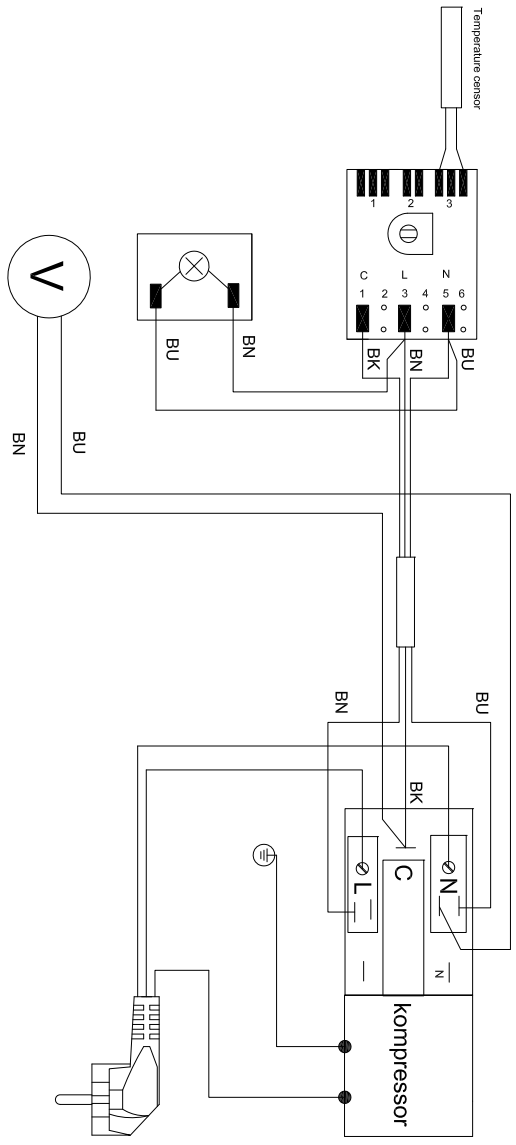 Temperature censor
1 2 3
C L N
1 2 3 4 5 6
BK BN BU
V
BU BN
BN BU
BN BU
BK
L C N
N
kompressor